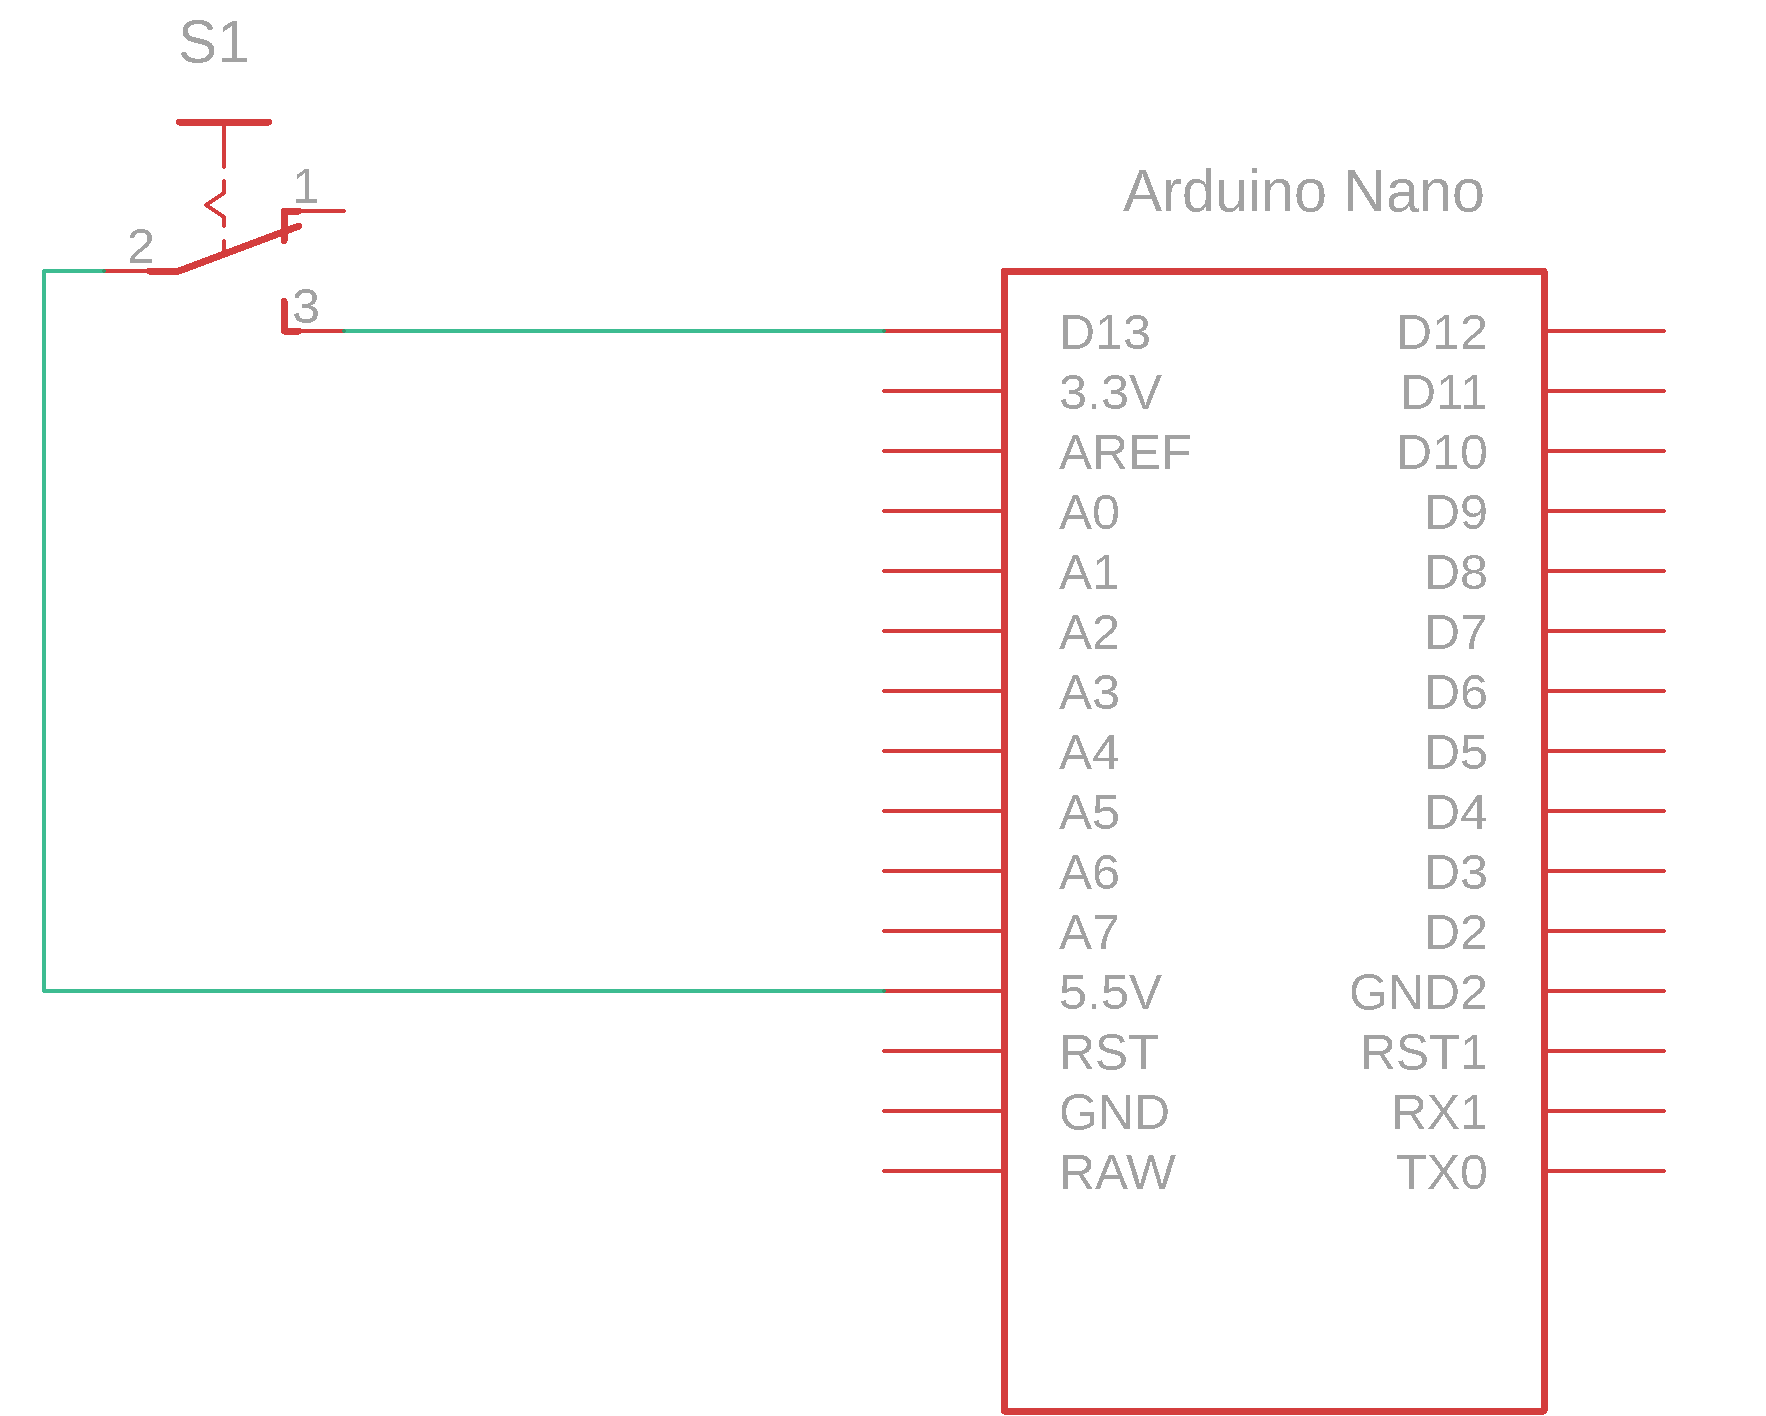 S1
1
2
3
Arduino Nano
D13 D12
3.3V D11
AREF D10
A0 D9
A1 D8
A2 D7
A3 D6
A4 D5
A5 D4
A6 D3
A7 D2
5.5V GND2
RST RST1
GND RX1
RAW TX0